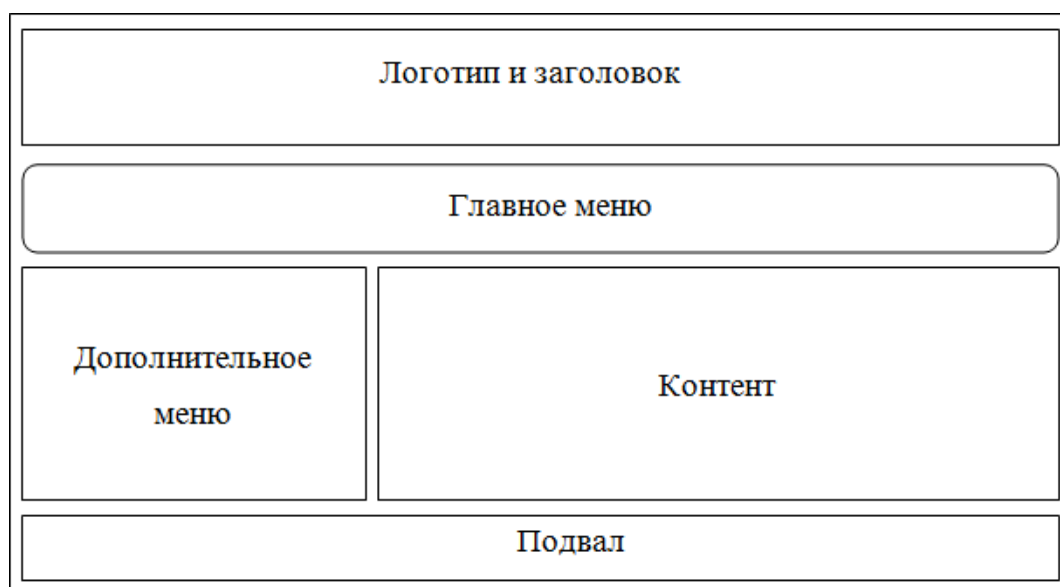 Логотип и заголовок
Главное меню
Дополнительное
меню
Контент
Подвал